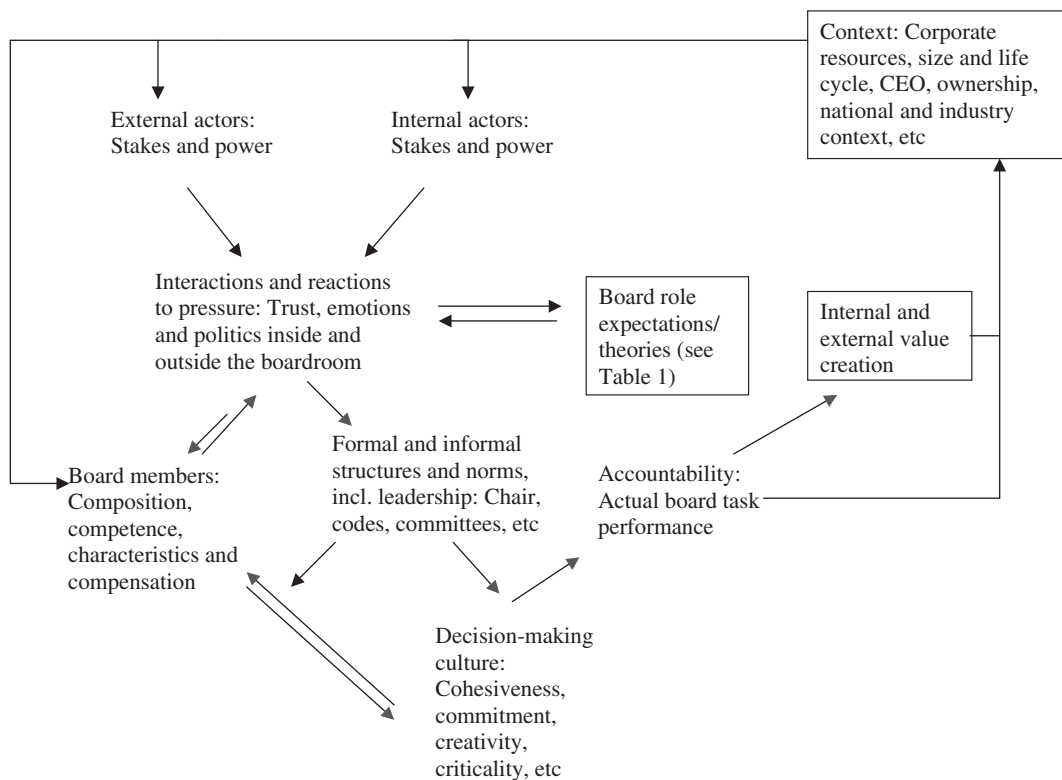 Context: Corporate
resources, size and life
cycle, CEO, ownership,
national and industry
context, etc
External actors:
Stakes and power
Internal actors:
Stakes and power
Interactions and reactions
to pressure: Trust, emotions
and politics inside and
outside the boardroom
Board role
expectations/
theories (see
Table 1)
Internal and
external value
creation
Formal and informal
structures and norms,
incl. leadership: Chair,
codes, committees, etc
Board members:
Composition,
competence,
characteristics and
compensation
Accountability:
Actual board task
performance
Decision-making
culture:
Cohesiveness,
commitment,
creativity,
criticality, etc